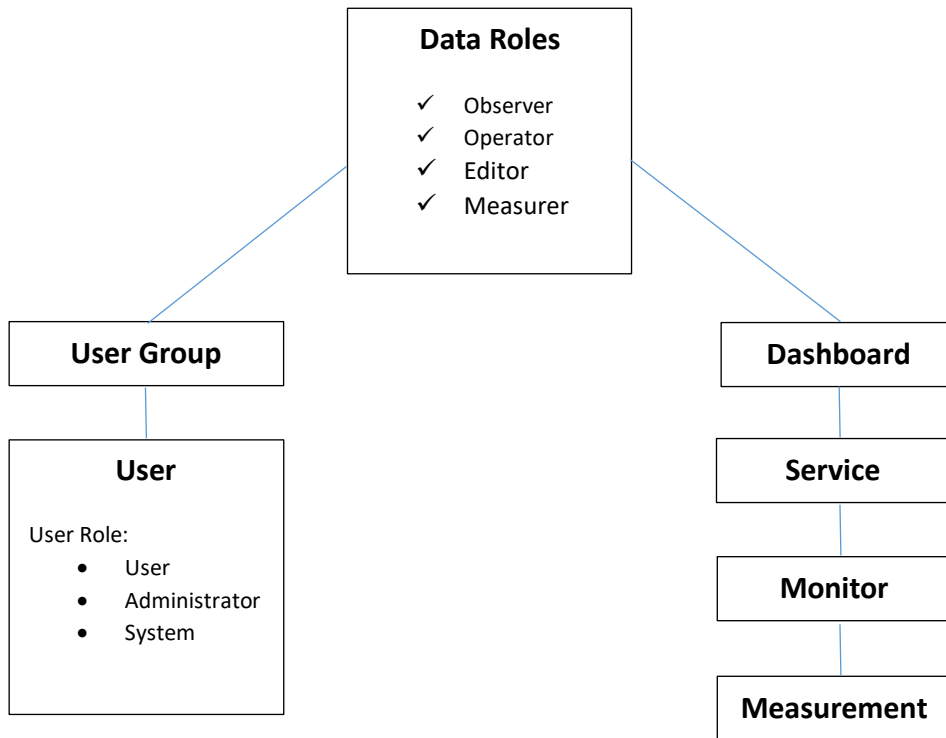 Data Roles
✓ Observer
✓ Operator
✓ Editor
✓ Measurer
User Group
Dashboard
User
User Role:
• User
• Administrator
• System
Service
Monitor
Measurement